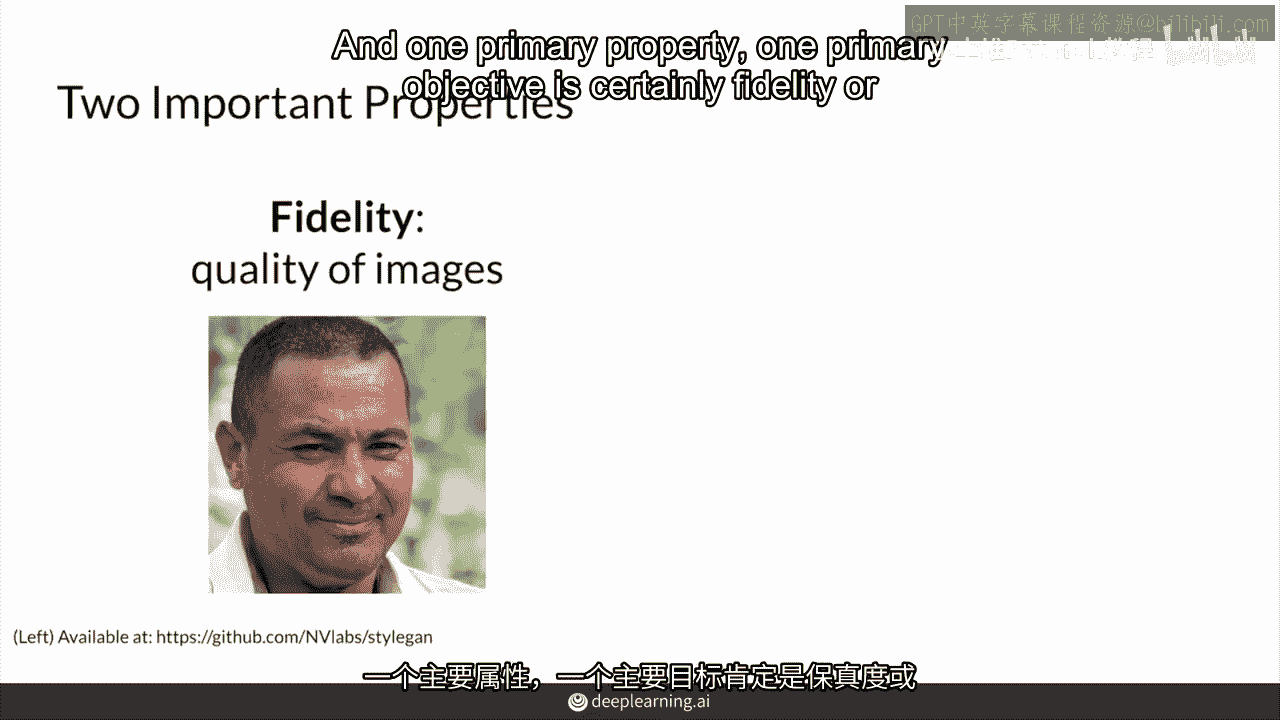 GPT中英字幕课程资源@bilibili.com
And one primary property, one primary
objective is certainly fidelity or
Two Important Properties
Fidelity:
quality of images
(Left) Available at: https://github.com/NVlabs/stylegan
一个主要属性，一个主要目标肯定是保真度或
deeplearning.ai